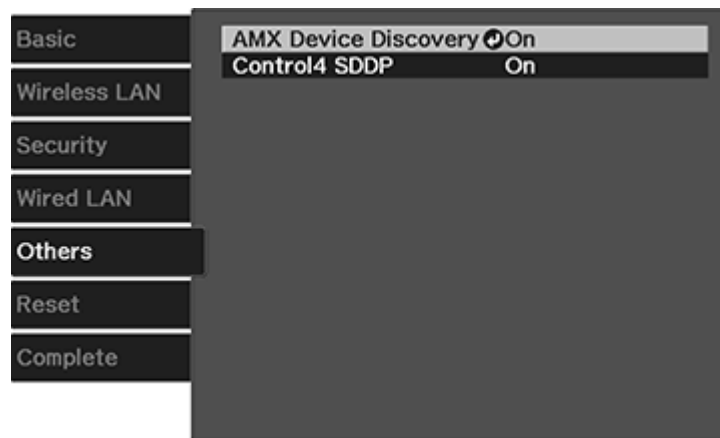 Basic
Wireless LAN
Security
Wired LAN
Others
Reset
Complete
AMX Device Discovery On
Control4 SDDP On